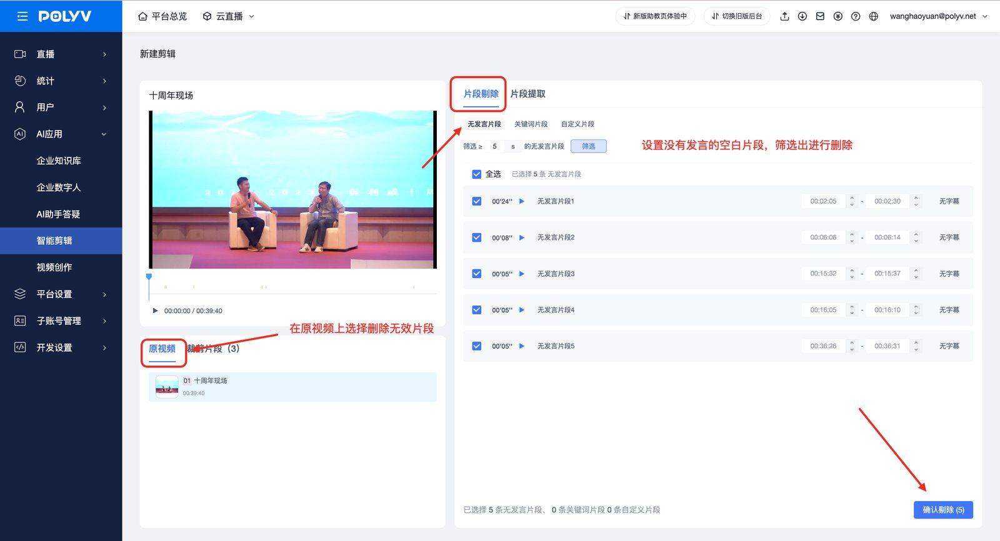 POLYV
平台总览
云直播
新版助教页体验中
切换旧版后台
wanghaoyuan@polyv.net
直播
统计
用户
AI应用
企业知识库
企业数字人
AI助手答疑
智能剪辑
视频创作
平台设置
子账号管理
开发设置
新建剪辑
十周年现场
00:00:00 / 00:39:40
在原视频上选择删除无效片段
原视频
裁剪片段（3）
01 十周年现场
00:39:40
片段剔除
片段提取
无发言片段
关键词片段
自定义片段
筛选 ≥ 5 s 的无发言片段 筛选
设置没有发言的空白片段，筛选出进行删除
全选 已选择 5 条 无发言片段
00'24'' 无发言片段1 00:02:05 - 00:02:30 无字幕
00'08'' 无发言片段2 00:06:06 - 00:06:14 无字幕
00'05'' 无发言片段3 00:15:32 - 00:15:37 无字幕
00'05'' 无发言片段4 00:16:05 - 00:16:10 无字幕
00'05'' 无发言片段5 00:36:26 - 00:36:31 无字幕
已选择 5 条无发言片段、 0 条关键词片段 0 条自定义片段
确认剔除 (5)